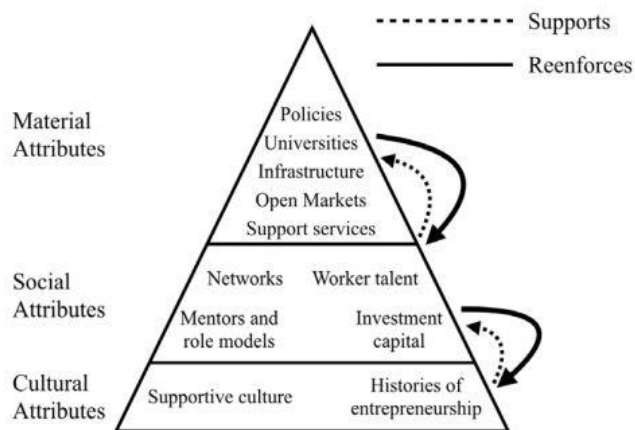 Supports
Reenforces
Material
Attributes
Policies
Universities
Infrastructure
Open Markets
Support services
Social
Attributes
Networks Worker talent
Mentors and
role models
Investment
capital
Cultural
Attributes
Supportive culture
Histories of
entrepreneurship